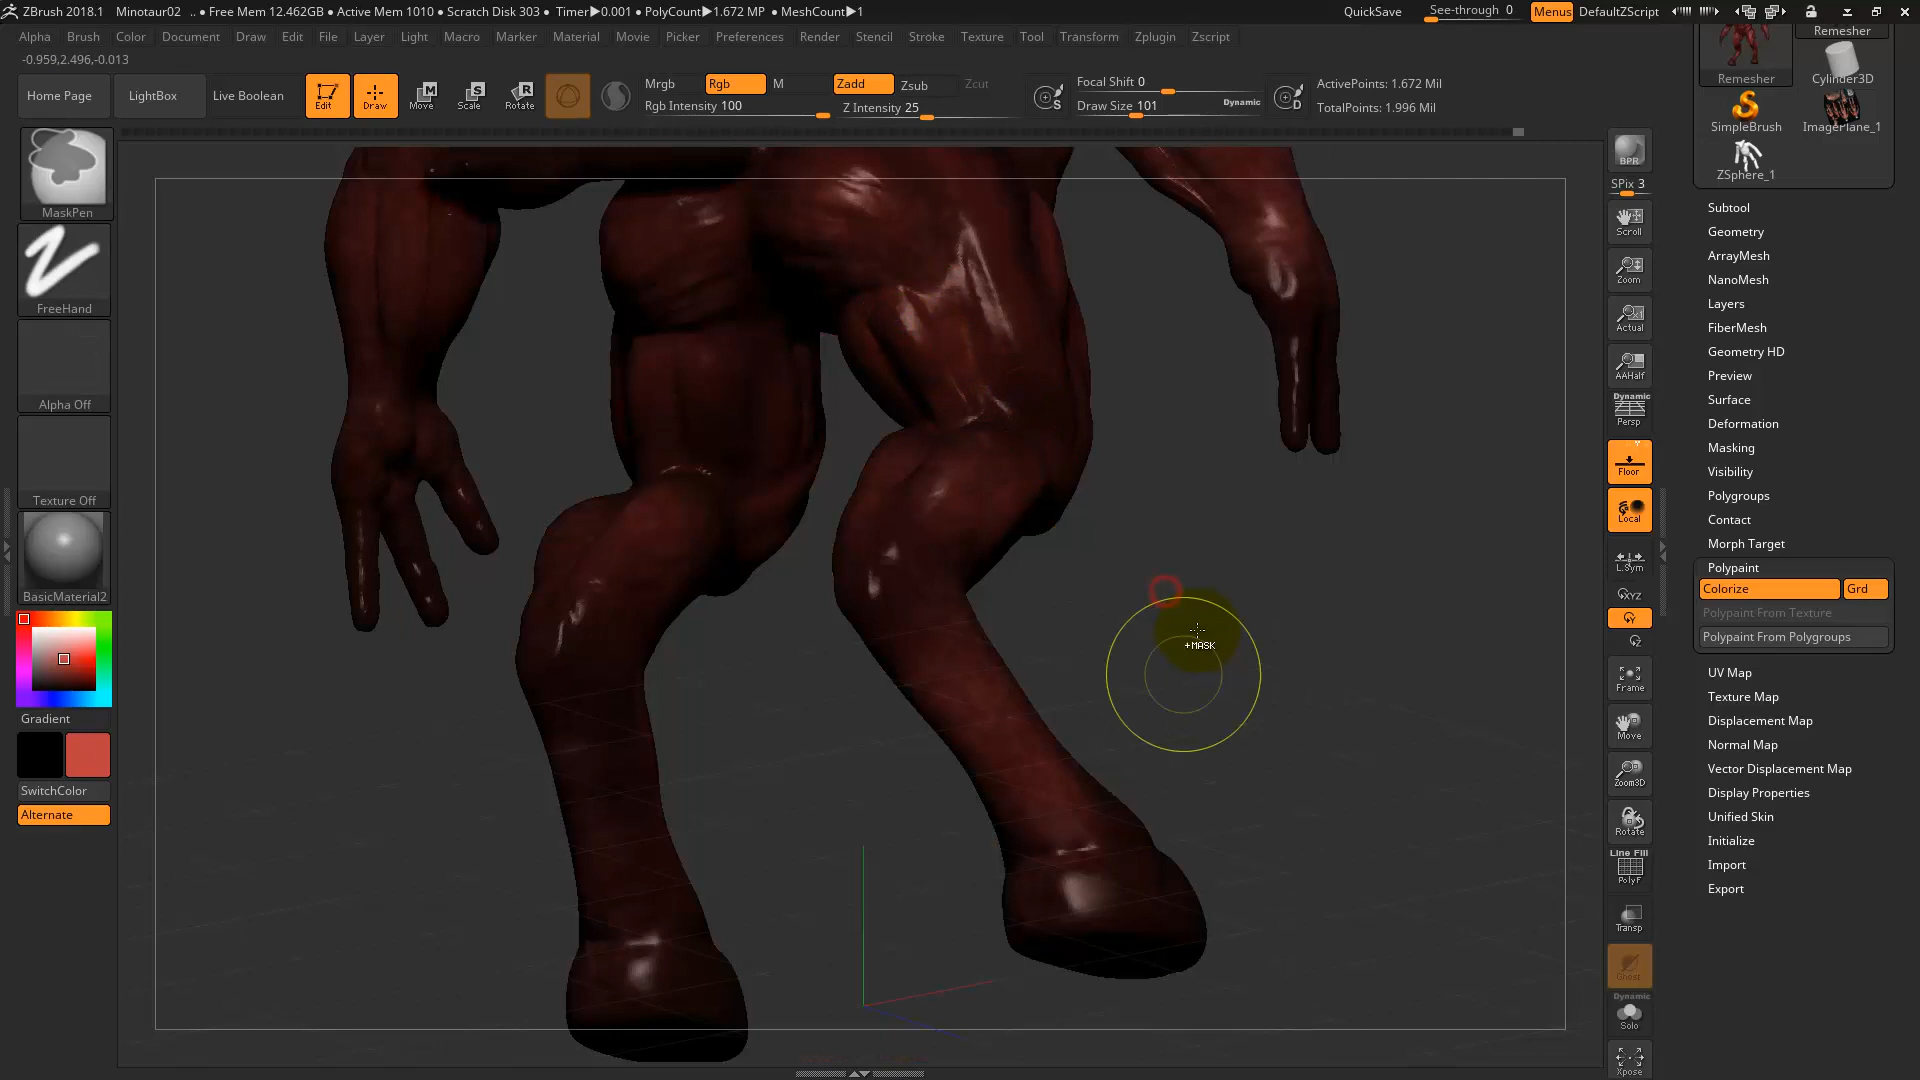 ZBrush 2018.1 Minotaur02 .. ● Free Mem 12.462GB ● Active Mem 1010 ● Scratch Disk 303 ● Timer▶0.001 ● PolyCount▶1.672 MP ● MeshCount▶1 QuickSave See-through 0 Menus DefaultZScript
Alpha Brush Color Document Draw Edit File Layer Light Macro Marker Material Movie Picker Preferences Render Stencil Stroke Texture Tool Transform Zplugin Zscript
-0.959,2.496,-0.013
Home Page LightBox Live Boolean Edit Draw Move Scale Rotate
Mrgb Rgb M Zadd Zsub Zcut
Rgb Intensity 100 Z Intensity 25
Focal Shift 0
Draw Size 101 Dynamic
ActivePoints: 1.672 Mil
TotalPoints: 1.996 Mil
MaskPen
FreeHand
Alpha Off
Texture Off
BasicMaterial2
Gradient
SwitchColor
Alternate
+MASK
BPR
SPix 3
Scroll
Zoom
Actual
AAHalf
Dynamic
Persp
Floor
Local
L.Sym
XYZ
Y
Z
Frame
Move
Zoom3D
Rotate
Line Fill
PolyF
Transp
Ghost
Dynamic
Solo
Xpose
Remesher
Remesher Cylinder3D
SimpleBrush ImagePlane_1
ZSphere_1
Subtool
Geometry
ArrayMesh
NanoMesh
Layers
FiberMesh
Geometry HD
Preview
Surface
Deformation
Masking
Visibility
Polygroups
Contact
Morph Target
Polypaint
Colorize Grd
Polypaint From Texture
Polypaint From Polygroups
UV Map
Texture Map
Displacement Map
Normal Map
Vector Displacement Map
Display Properties
Unified Skin
Initialize
Import
Export